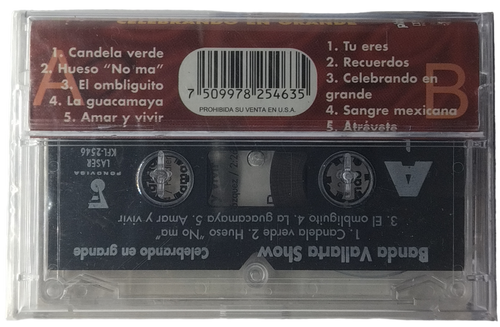 CELEBRANDO EN GRANDE
A
1. Candela verde
2. Hueso "No ma"
3. El ombliguito
4. La guacamaya
5. Amar y vivir
7 509978 254635
PROHIBIDA SU VENTA EN U.S.A.
B
1. Tu eres
2. Recuerdos
3. Celebrando en
grande
4. Sangre mexicana
5. Atrévete
A
Banda Vallarta Show
Celebrando en grande
1. Candela verde 2. Hueso "No ma"
3. El ombliguito 4. La guacamaya 5. Amar y vivir
FONOVISA
LASER
KFL-2546